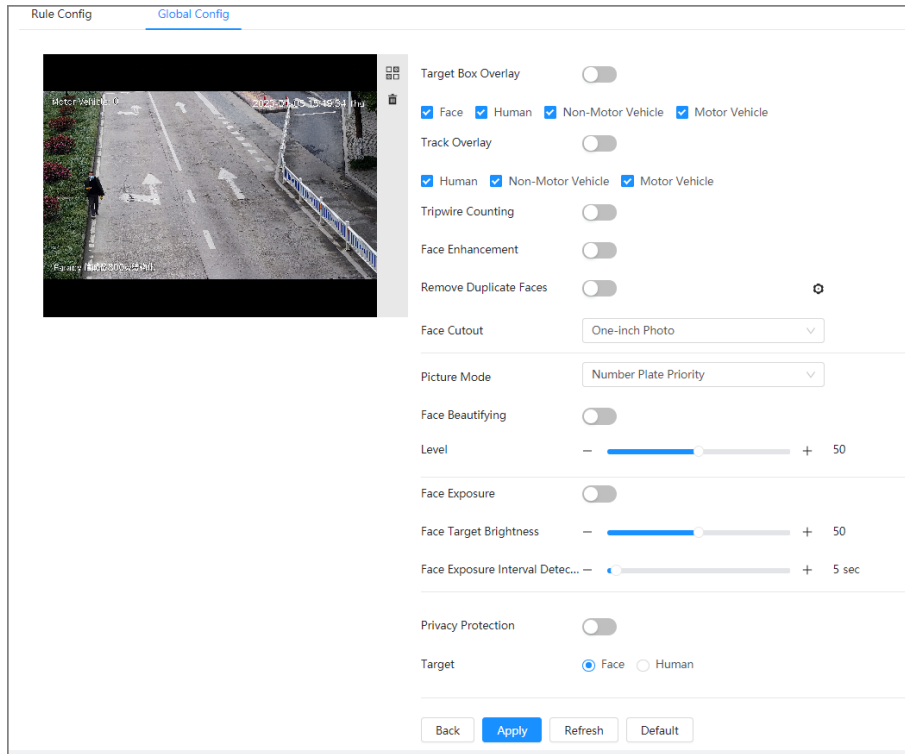 Rule Config Global Config
Motor Vehicle: 0
Target Box Overlay
Face Human Non-Motor Vehicle Motor Vehicle
Track Overlay
Human Non-Motor Vehicle Motor Vehicle
Tripwire Counting
Face Enhancement
Remove Duplicate Faces
Face Cutout One-inch Photo
Picture Mode Number Plate Priority
Face Beautifying
Level 50
Face Exposure
Face Target Brightness 50
Face Exposure Interval Detec... 5 sec
Privacy Protection
Target Face Human
Back Apply Refresh Default